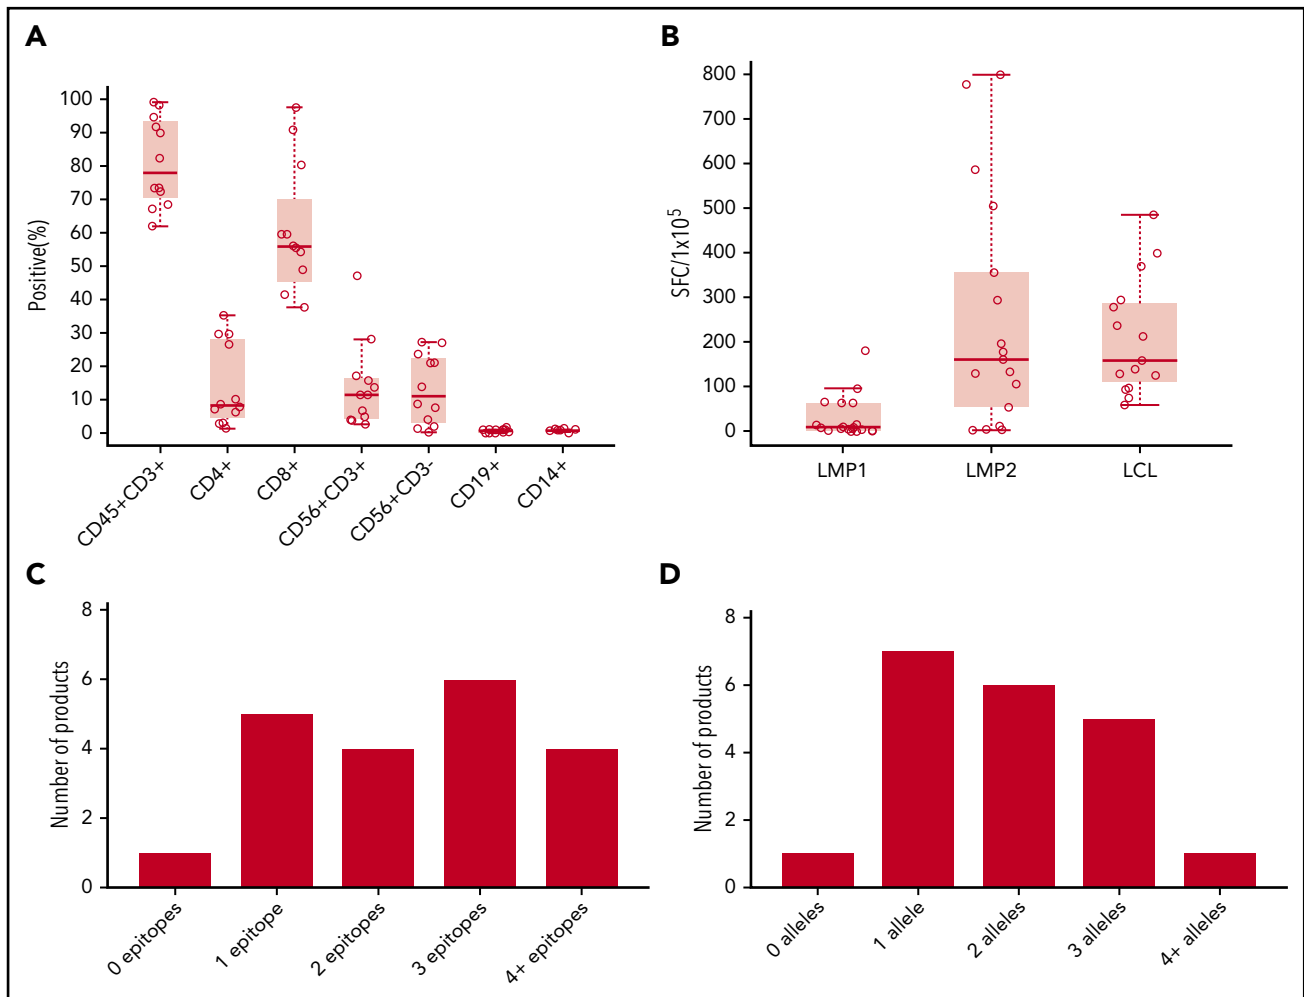 A
Positive(%)
100
90
80
70
60
50
40
30
20
10
0
CD45+CD3+
CD4+
CD8+
CD56+CD3+
CD56+CD3-
CD19+
CD14+
B
SFC/1x10⁵
800
700
600
500
400
300
200
100
0
LMP1
LMP2
LCL
C
Number of products
8
6
4
2
0
0 epitopes
1 epitope
2 epitopes
3 epitopes
4+ epitopes
D
Number of products
8
6
4
2
0
0 alleles
1 allele
2 alleles
3 alleles
4+ alleles